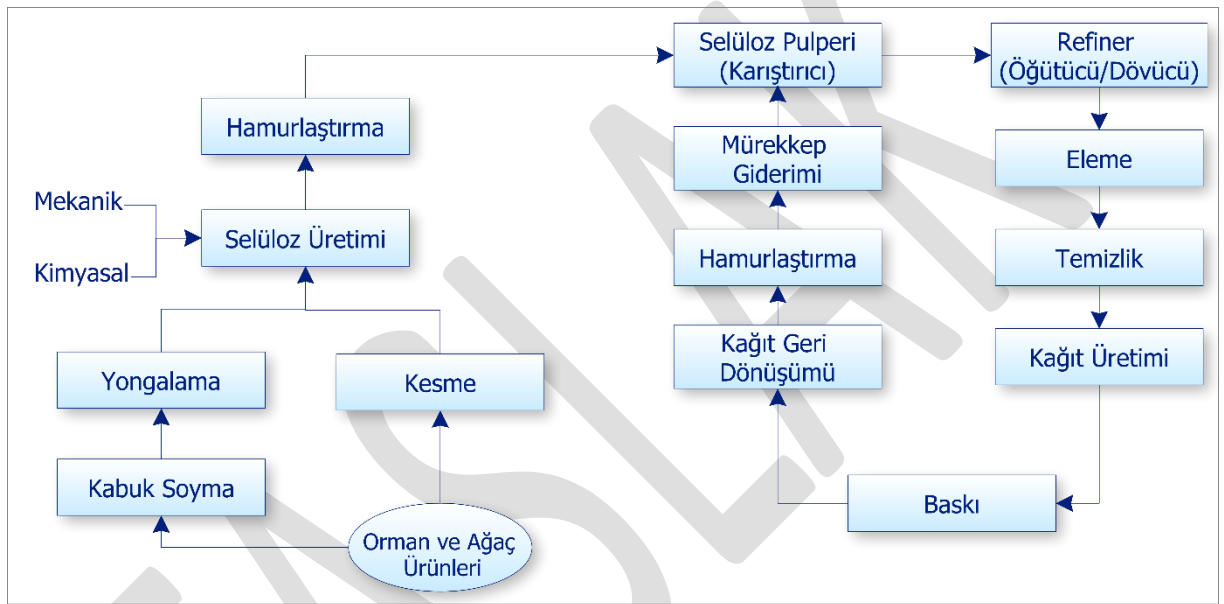 Selüloz Pulperi
(Karıştırıcı)
Refiner
(Öğütücü/Dövücü)
Hamurlaştırma
Mürekkep
Giderimi
Eleme
Mekanik
Kimyasal
Selüloz Üretimi
Hamurlaştırma
Temizlik
Yongalama
Kesme
Kağıt Geri
Dönüşümü
Kağıt Üretimi
Kabuk Soyma
Orman ve Ağaç
Ürünleri
Baskı
TASLAK